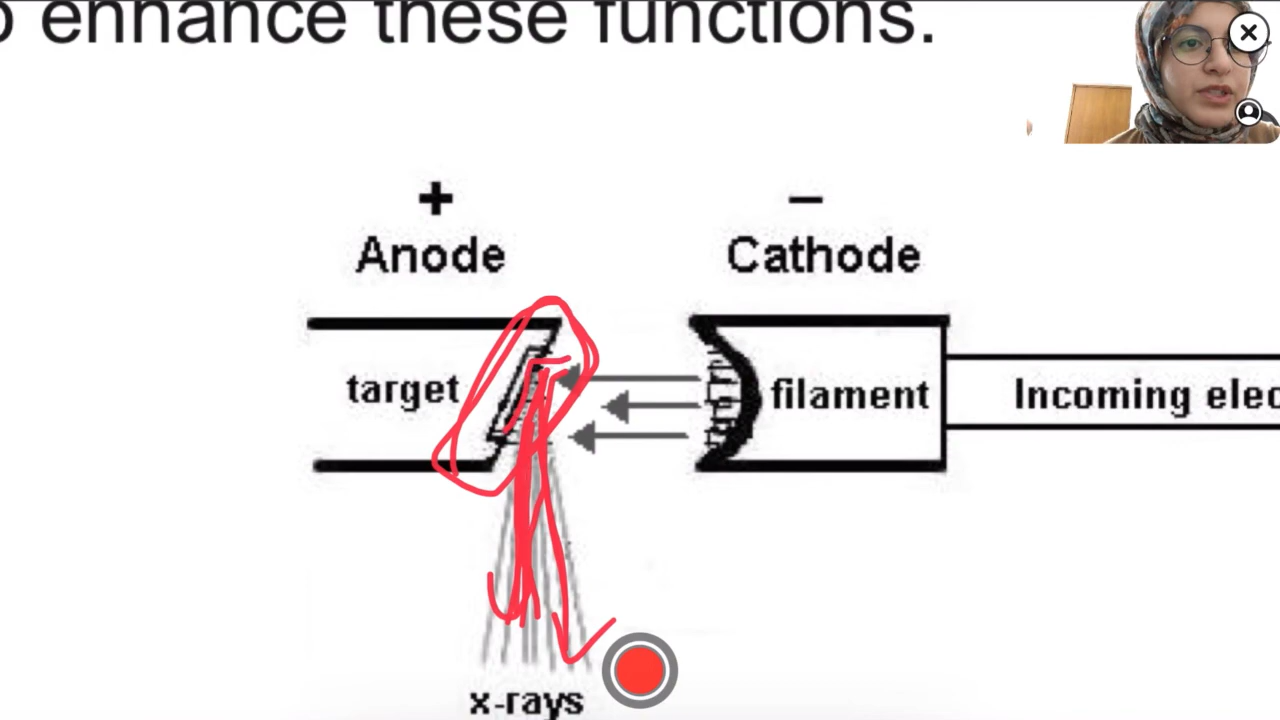 o enhance these functions.
+ −
Anode Cathode
target filament Incoming elec
x-rays